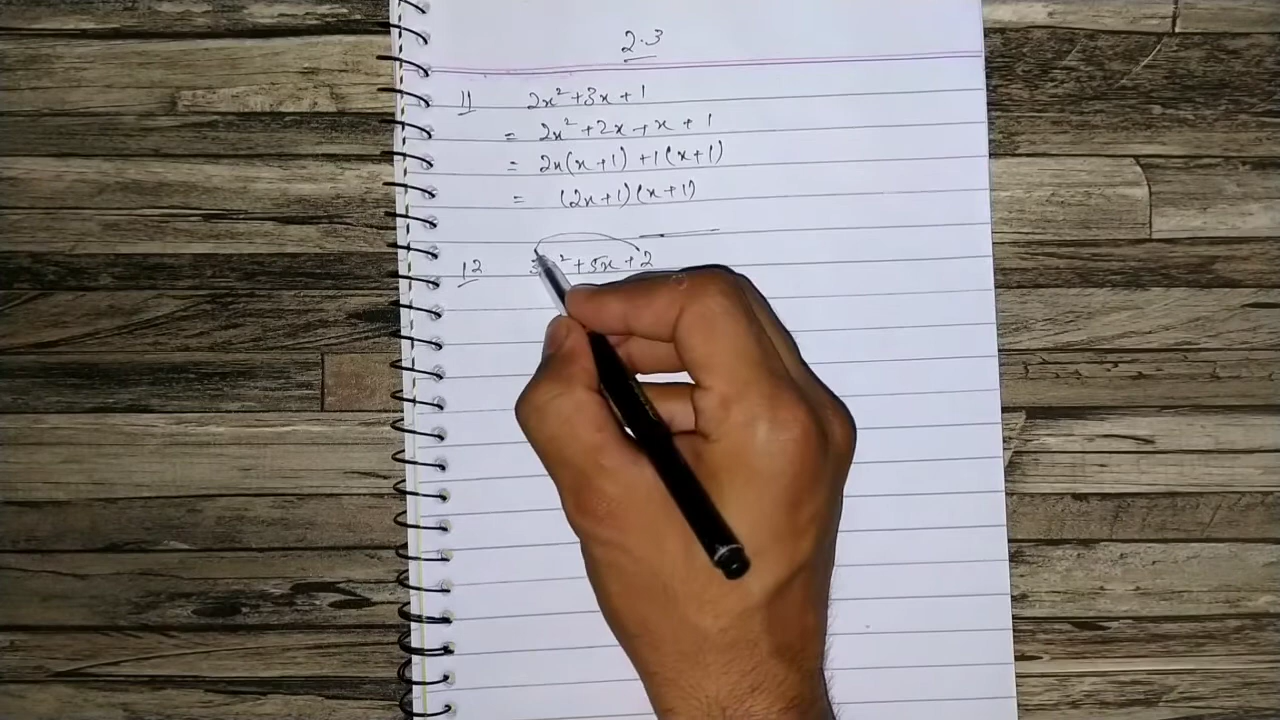 2.3
11 2x² + 3x + 1
= 2x² + 2x + x + 1
= 2x(x+1) + 1(x+1)
= (2x+1)(x+1)
12 3x² + 5x + 2